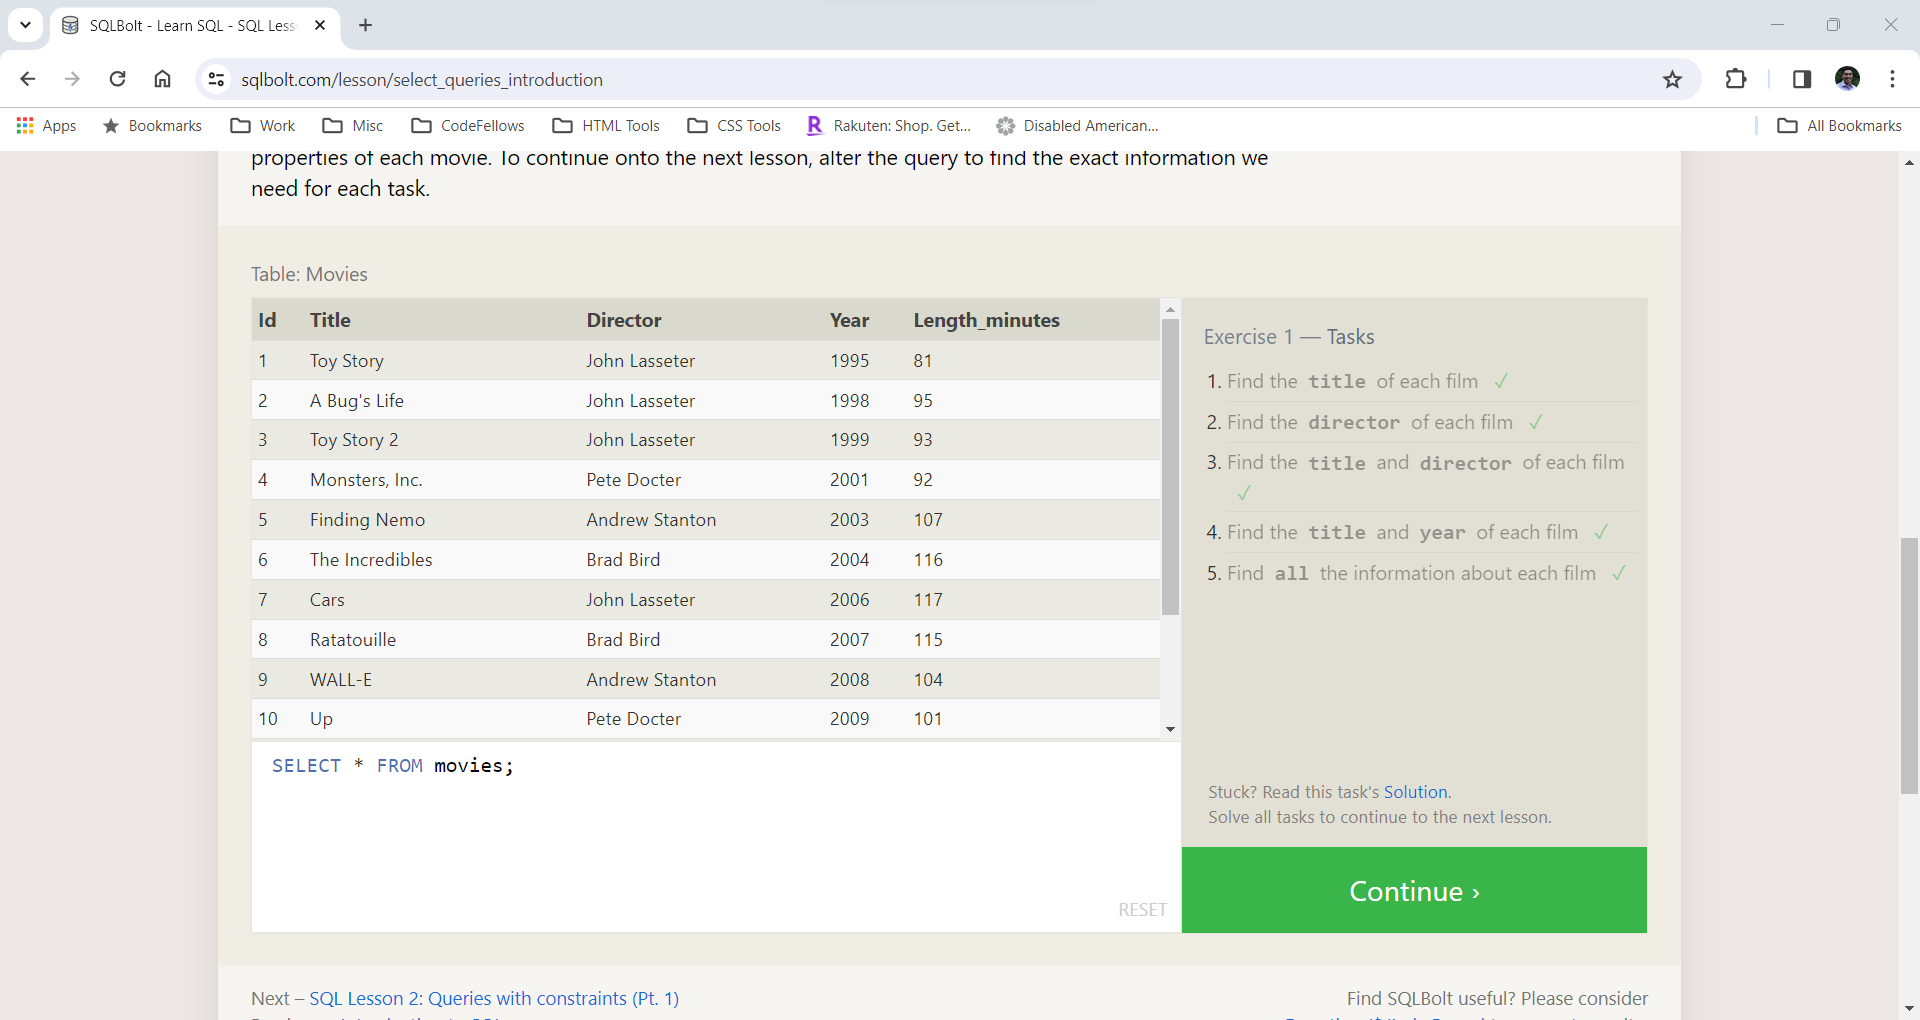 SQLBolt - Learn SQL - SQL Less
sqlbolt.com/lesson/select_queries_introduction
Apps Bookmarks Work Misc CodeFellows HTML Tools CSS Tools Rakuten: Shop. Get... Disabled American... All Bookmarks
properties of each movie. To continue onto the next lesson, alter the query to find the exact information we
need for each task.
Table: Movies
Id Title Director Year Length_minutes
1 Toy Story John Lasseter 1995 81
2 A Bug's Life John Lasseter 1998 95
3 Toy Story 2 John Lasseter 1999 93
4 Monsters, Inc. Pete Docter 2001 92
5 Finding Nemo Andrew Stanton 2003 107
6 The Incredibles Brad Bird 2004 116
7 Cars John Lasseter 2006 117
8 Ratatouille Brad Bird 2007 115
9 WALL-E Andrew Stanton 2008 104
10 Up Pete Docter 2009 101
SELECT * FROM movies;
RESET
Exercise 1 — Tasks
1. Find the title of each film ✓
2. Find the director of each film ✓
3. Find the title and director of each film
✓
4. Find the title and year of each film ✓
5. Find all the information about each film ✓
Stuck? Read this task's Solution.
Solve all tasks to continue to the next lesson.
Continue ›
Next – SQL Lesson 2: Queries with constraints (Pt. 1)
Find SQLBolt useful? Please consider